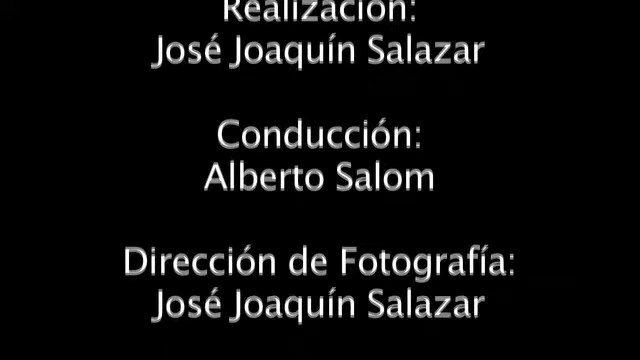 Realización:
José Joaquín Salazar
Conducción:
Alberto Salom
Dirección de Fotografía:
José Joaquín Salazar